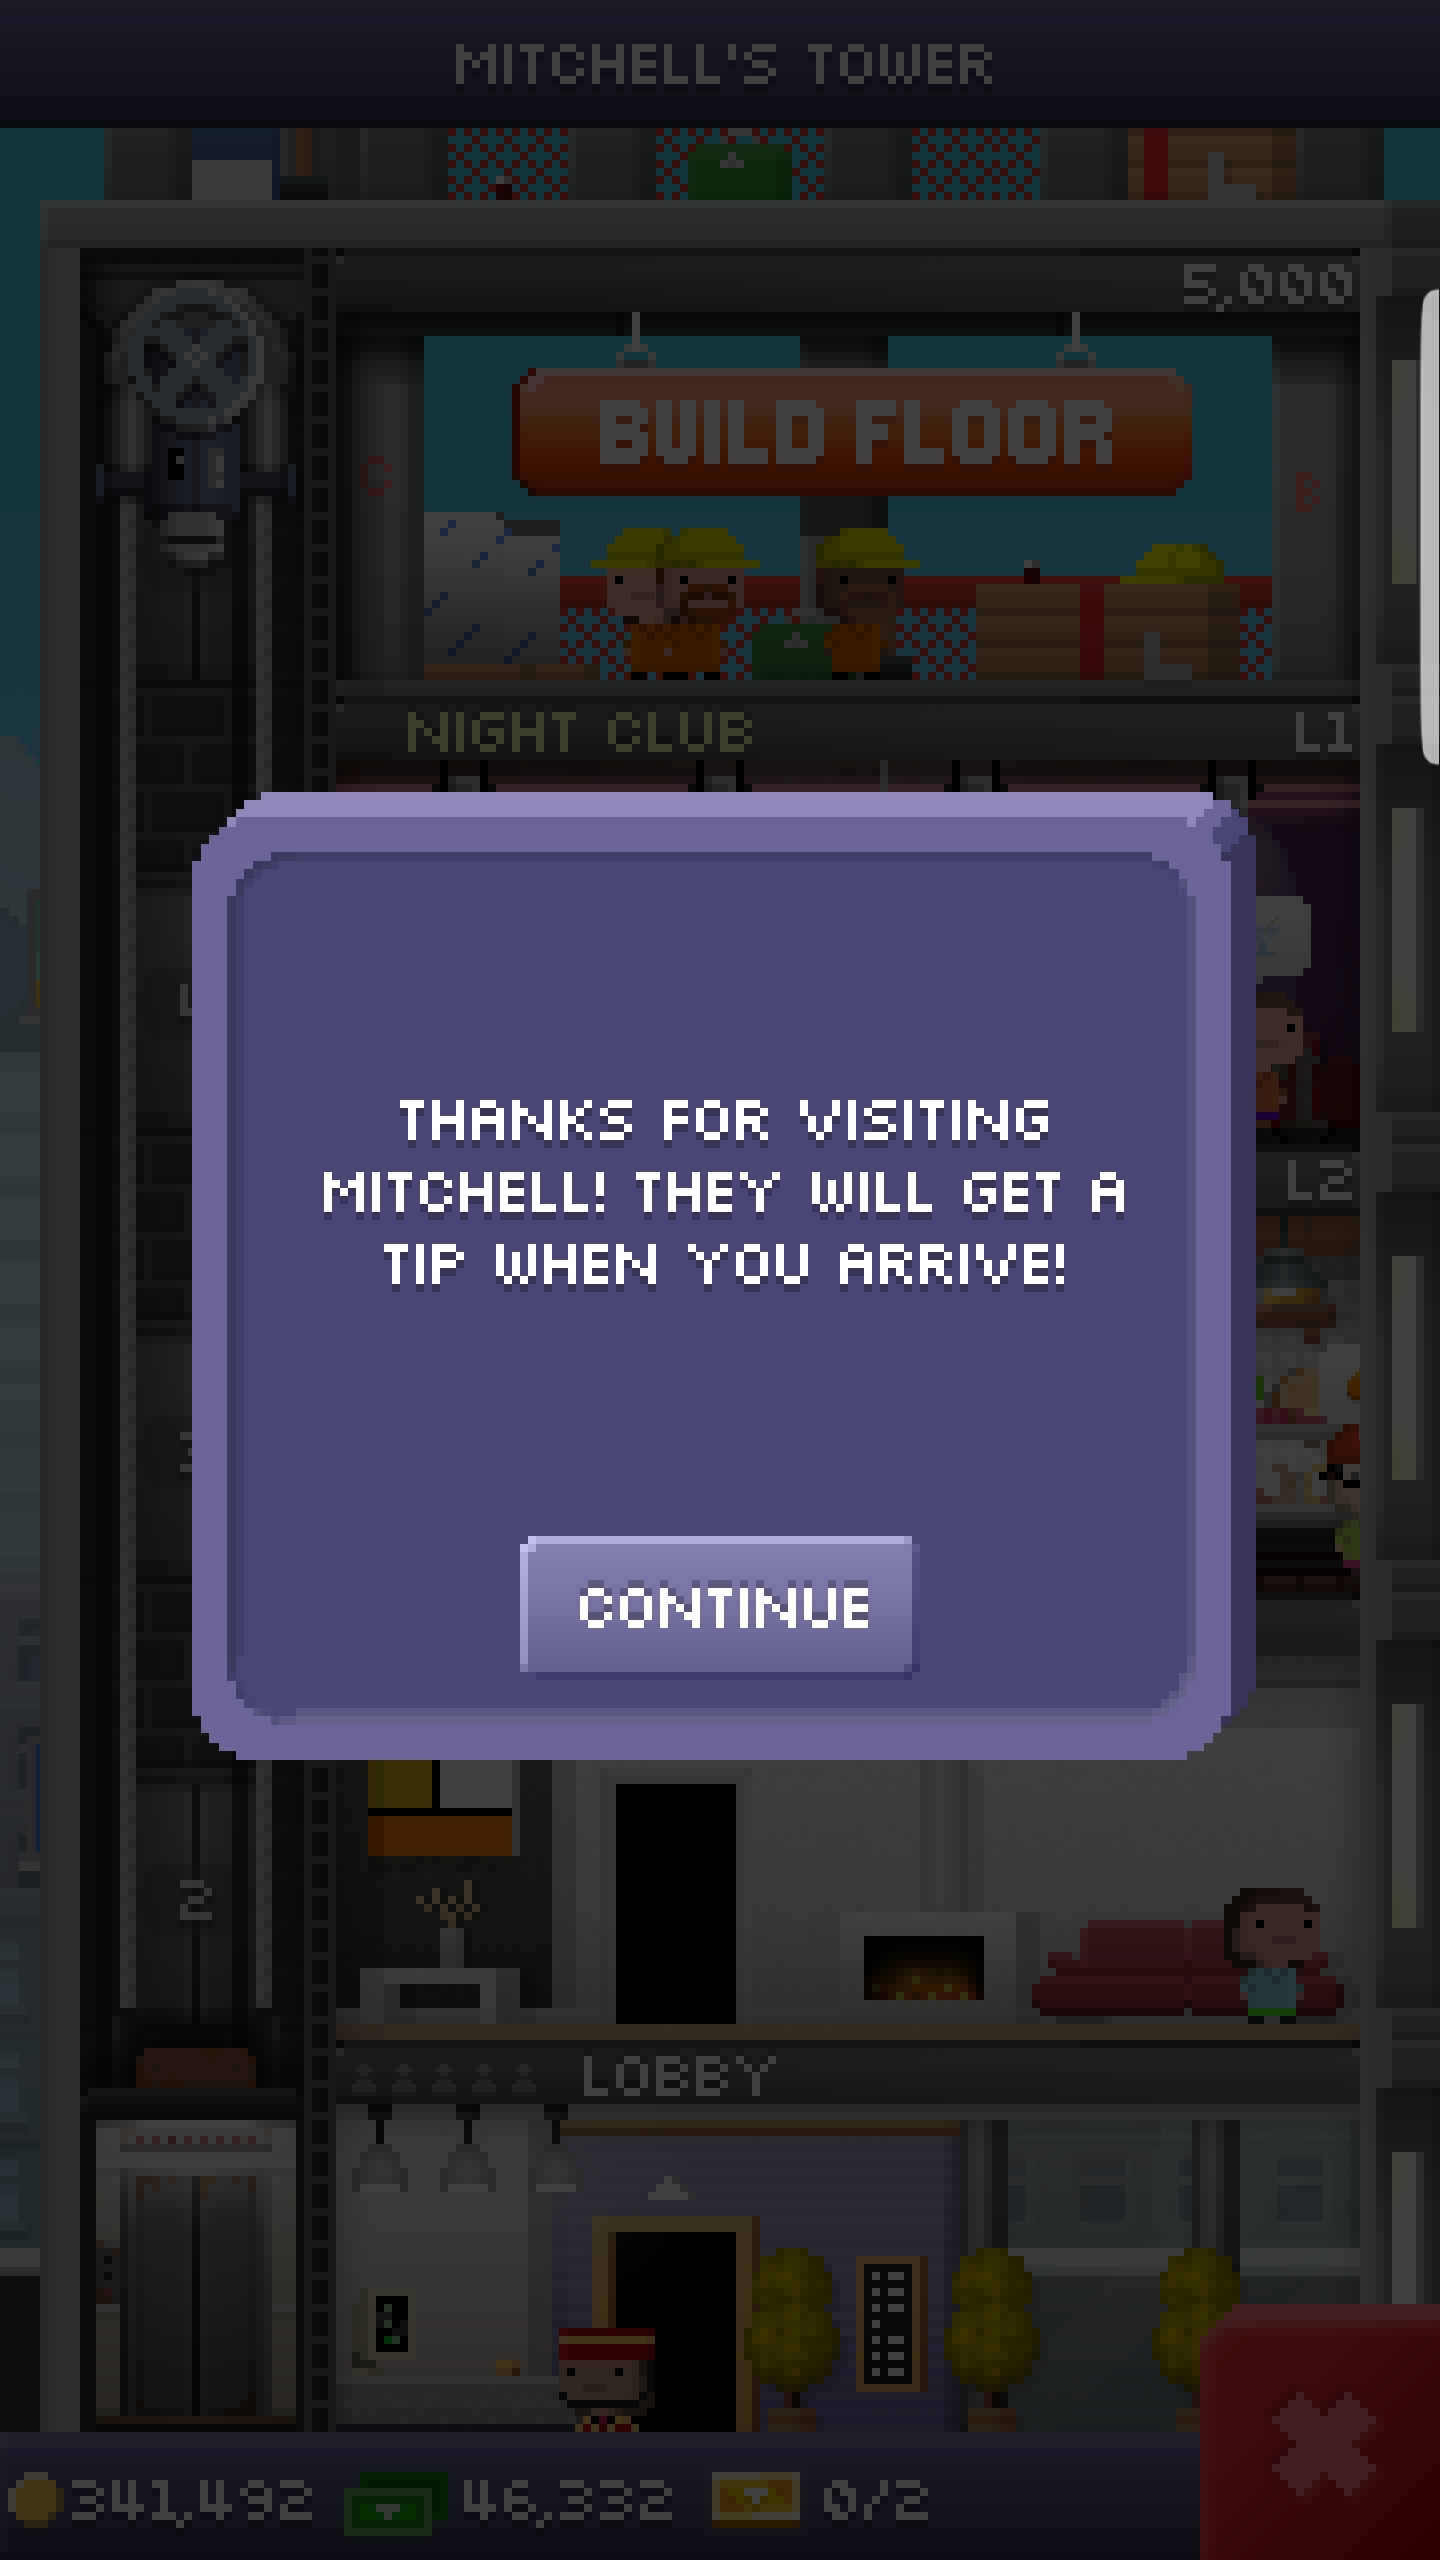 MITCHELL'S TOWER
5,000
BUILD FLOOR
C
B
NIGHT CLUB
L1
THANKS FOR VISITING
MITCHELL! THEY WILL GET A
TIP WHEN YOU ARRIVE!
L2
CONTINUE
2
LOBBY
341,492
46,332
0/2